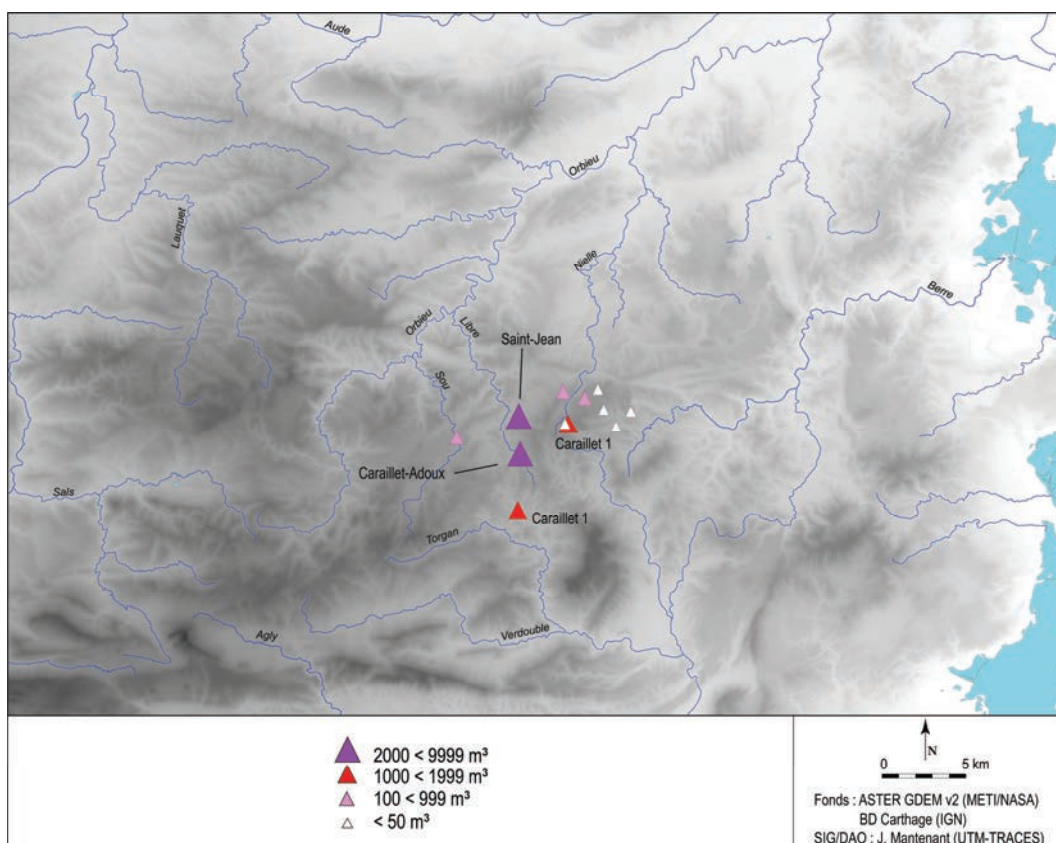 Aude
Orbieu
Lauquet
Nielle
Berre
Orbieu
Libre
Saint-Jean
Sou
Caraillet 1
Caraillet-Adoux
Sals
Caraillet 1
Torgan
Agly
Verdouble
2000 < 9999 m³
1000 < 1999 m³
100 < 999 m³
< 50 m³
N
0 5 km
Fonds : ASTER GDEM v2 (METI/NASA)
BD Carthage (IGN)
SIG/DAO : J. Mantenant (UTM-TRACES)